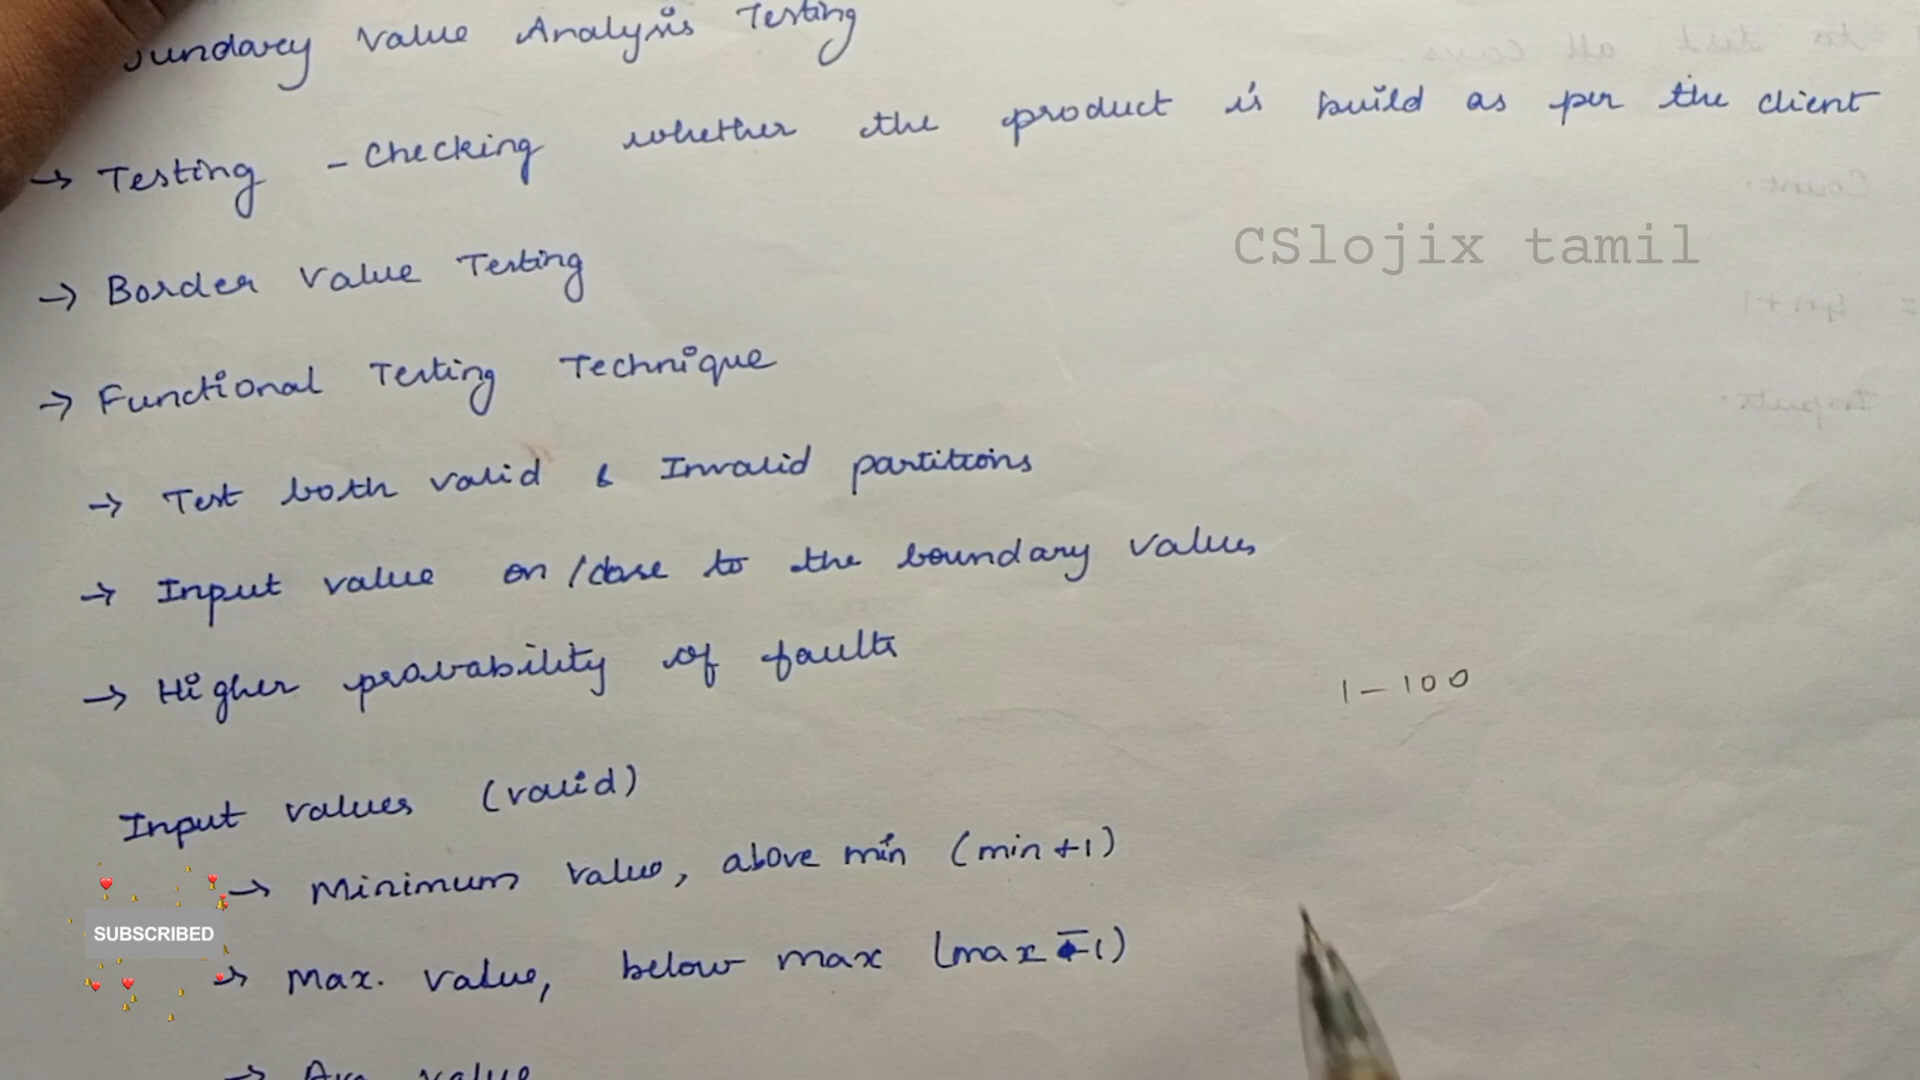 Boundary Value Analysis Testing
→ Testing - Checking whether the product is build as per the client
CSlojix tamil
→ Border Value Testing
→ Functional Testing Technique
→ Test both valid & Invalid partitions
→ Input value on/close to the boundary values
→ Higher provability of faults
1-100
Input values (valid)
→ Minimum value, above min (min+1)
SUBSCRIBED
→ Max. value, below max (max-1)
→ value